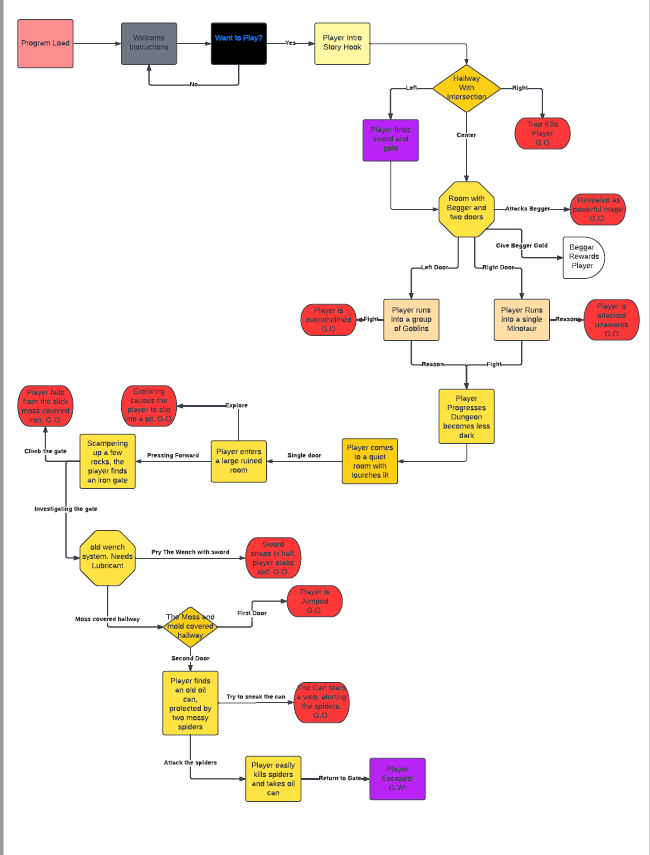 Program Load
Welcome
Instructions
Want to Play?
Yes
No
Player Intro
Story Hook
Hallway
With
Intersection
Left
Right
Center
Player finds
sword and
gold
Trap Kills
Player
G.O
Room with
Begger and
two doors
Attacks Begger
Revealed as
powerful mage
G.O.
Give Begger Gold
Beggar
Rewards
Player
Left Door
Right Door
Player is
overwhelmed
G.O
Fight
Player runs
into a group
of Goblins
Player Runs
into a single
Minotaur
Reason
Player is
attacked
unawares
G.O
Reason
Fight
Player
Progresses
Dungeon
becomes less
dark
Player comes
to a quiet
room with
tourches lit
Single door
Player enters
a large ruined
room
Explore
Exploring
causes the
player to slip
into a pit. G.O
Pressing Forward
Scampering
up a few
rocks, the
player finds
an iron gate
Climb the gate
Player falls
from the slick
moss covered
iron, G.O.
Investigating the gate
old wench
system. Needs
Lubricant
Pry The Wench with sword
Sword
snaps in half,
player stabs
self. G.O.
Moss covered hallway
The Moss and
mold covered
hallway
First Door
Player is
Jumped
G.O.
Second Door
Player finds
an old oil
can,
protected by
two mossy
spiders
Try to sneak the can
The Can tears
a web, alerting
the spiders.
G.O.
Attack the spiders
Player easily
kills spiders
and takes oil
can
Return to Gate
Player
Escapes!
G.W!